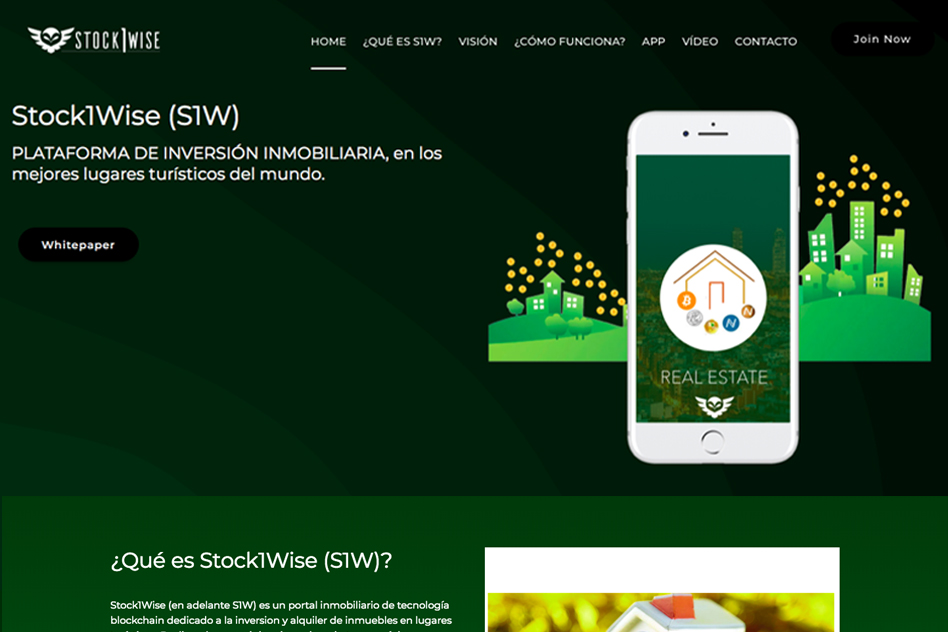 STOCK1WISE
HOME ¿QUÉ ES S1W? VISIÓN ¿CÓMO FUNCIONA? APP VÍDEO CONTACTO Join Now
Stock1Wise (S1W)
PLATAFORMA DE INVERSIÓN INMOBILIARIA, en los
mejores lugares turísticos del mundo.
Whitepaper
REAL ESTATE
¿Qué es Stock1Wise (S1W)?
Stock1Wise (en adelante S1W) es un portal inmobiliario de tecnología
blockchain dedicado a la inversion y alquiler de inmuebles en lugares